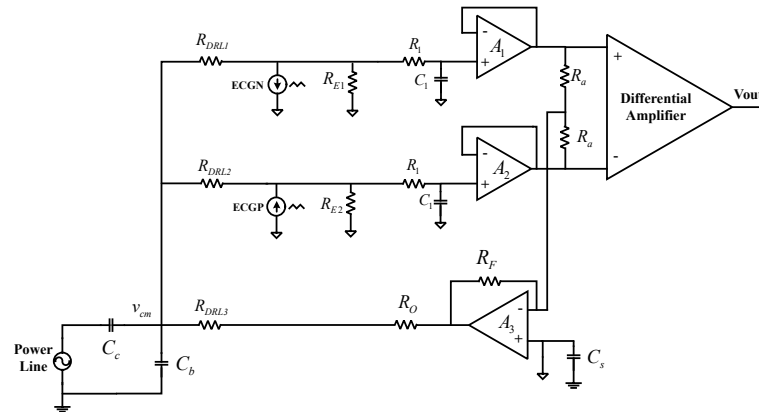 R_DRL1
ECGN
R_E1
R_1
C_1
-
+
A_1
R_a
R_a
+
-
Differential
Amplifier
Vout
R_DRL2
ECGP
R_E2
R_1
C_1
-
+
A_2
v_cm
R_DRL3
R_O
R_F
-
+
A_3
C_s
Power
Line
C_c
C_b